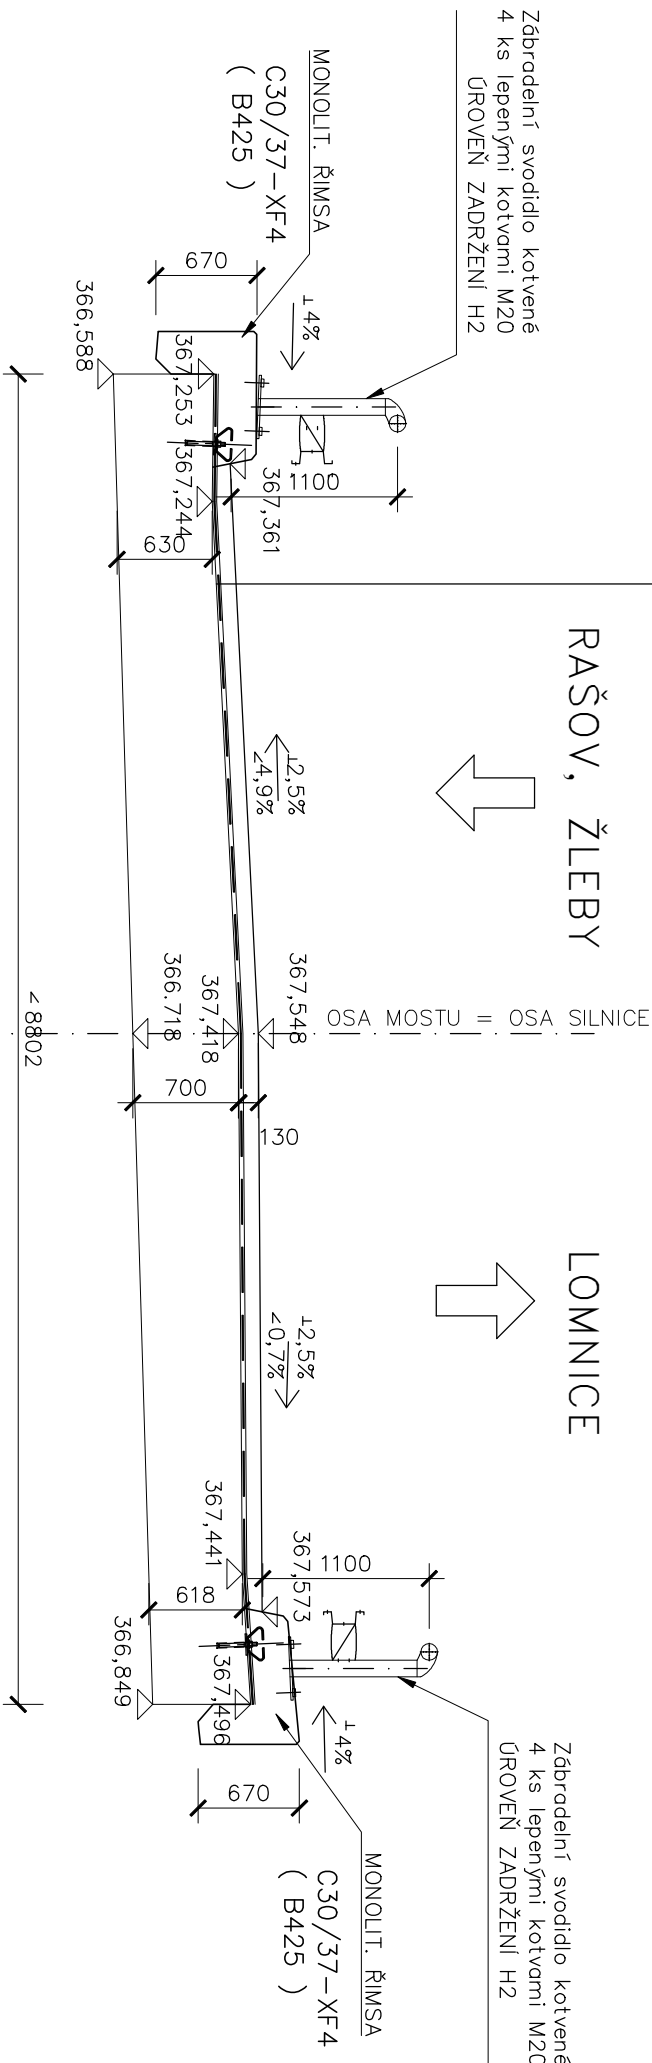 Zábradelní svodidlo kotvené
4 ks lepenými kotvami M20
ÚROVEŇ ZADRŽENÍ H2
MONOLIT. ŘIMSA
C30/37-XF4
( B425 )
670
⊥4%
366,588
367,253
367,244
367,361
1100
630
RAŠOV, ŽLEBY
⊥2,5%
∠4,9%
OSA MOSTU = OSA SILNICE
367,548
367,418
366.718
∠8802
700
130
LOMNICE
⊥2,5%
∠0,7%
367,441
367,573
1100
618
366,849
367,496
⊥4%
670
Zábradelní svodidlo kotvené
4 ks lepenými kotvami M20
ÚROVEŇ ZADRŽENÍ H2
MONOLIT. ŘIMSA
C30/37-XF4
( B425 )